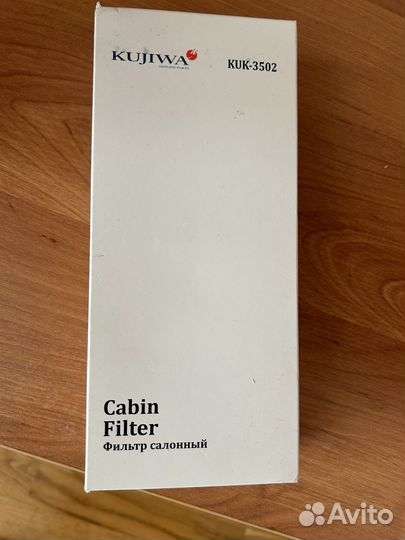 KUJIWA
KUK-3502
Cabin
Filter
Фильтр салонный
Avito